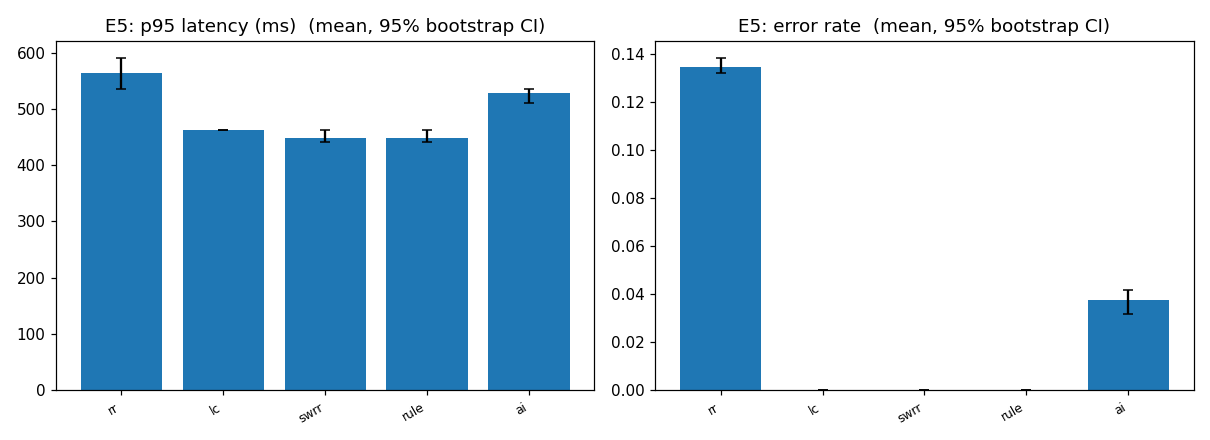 E5: p95 latency (ms)  (mean, 95% bootstrap CI)
600
500
400
300
200
100
0
rr
lc
swrr
rule
ai
E5: error rate  (mean, 95% bootstrap CI)
0.14
0.12
0.10
0.08
0.06
0.04
0.02
0.00
rr
lc
swrr
rule
ai